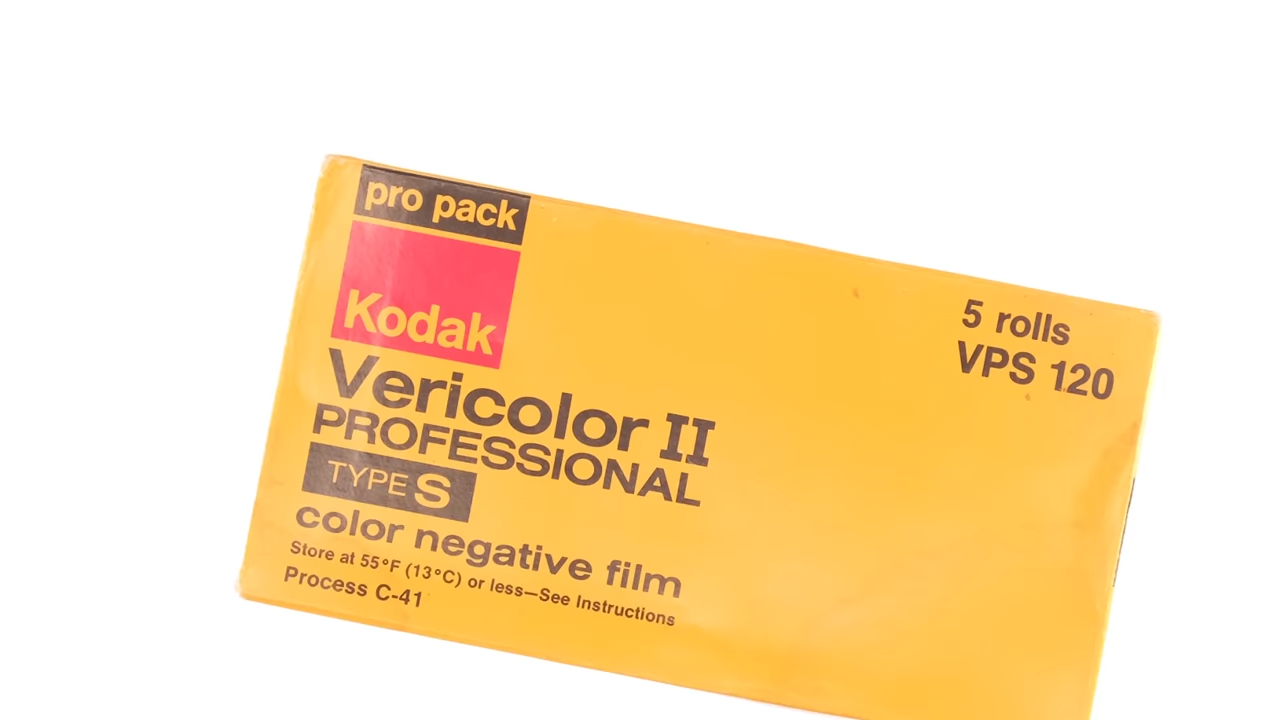 pro pack
Kodak
Vericolor II
PROFESSIONAL
TYPE S
color negative film
Store at 55°F (13°C) or less—See Instructions
Process C-41
5 rolls
VPS 120